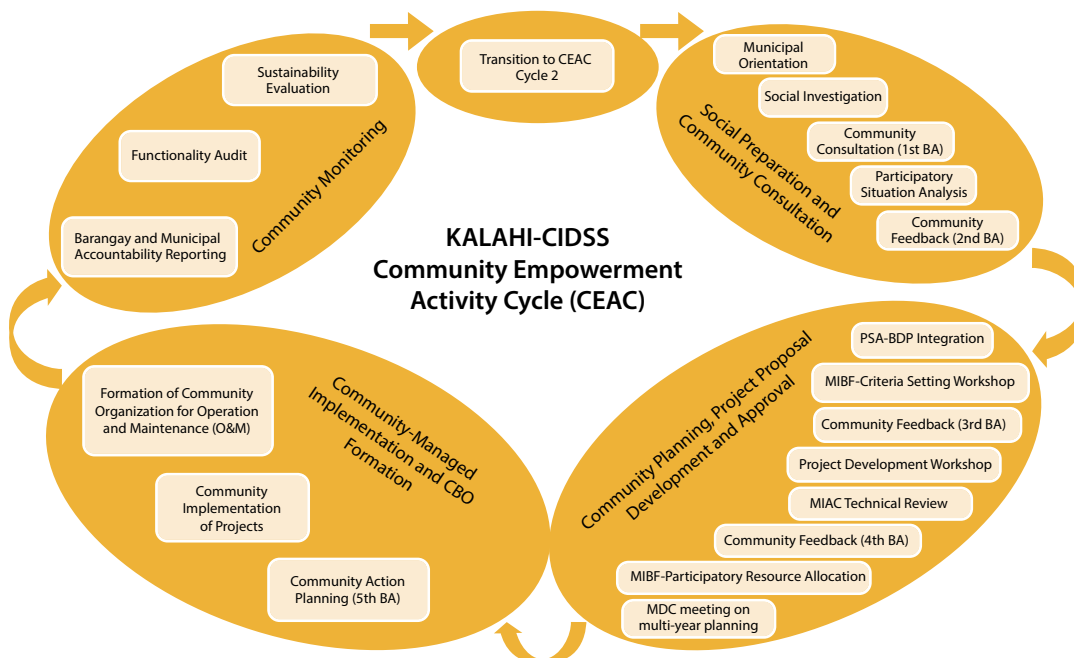 KALAHI-CIDSS
Community Empowerment
Activity Cycle (CEAC)
Transition to CEAC
Cycle 2
Social Preparation and
Community Consultation
Municipal
Orientation
Social Investigation
Community
Consultation (1st BA)
Participatory
Situation Analysis
Community
Feedback (2nd BA)
Community Planning, Project Proposal
Development and Approval
PSA-BDP Integration
MIBF-Criteria Setting Workshop
Community Feedback (3rd BA)
Project Development Workshop
MIAC Technical Review
Community Feedback (4th BA)
MIBF-Participatory Resource Allocation
MDC meeting on
multi-year planning
Community-Managed
Implementation and CBO
Formation
Community Action
Planning (5th BA)
Community
Implementation
of Projects
Formation of Community
Organization for Operation
and Maintenance (O&M)
Community Monitoring
Barangay and Municipal
Accountability Reporting
Functionality Audit
Sustainability
Evaluation